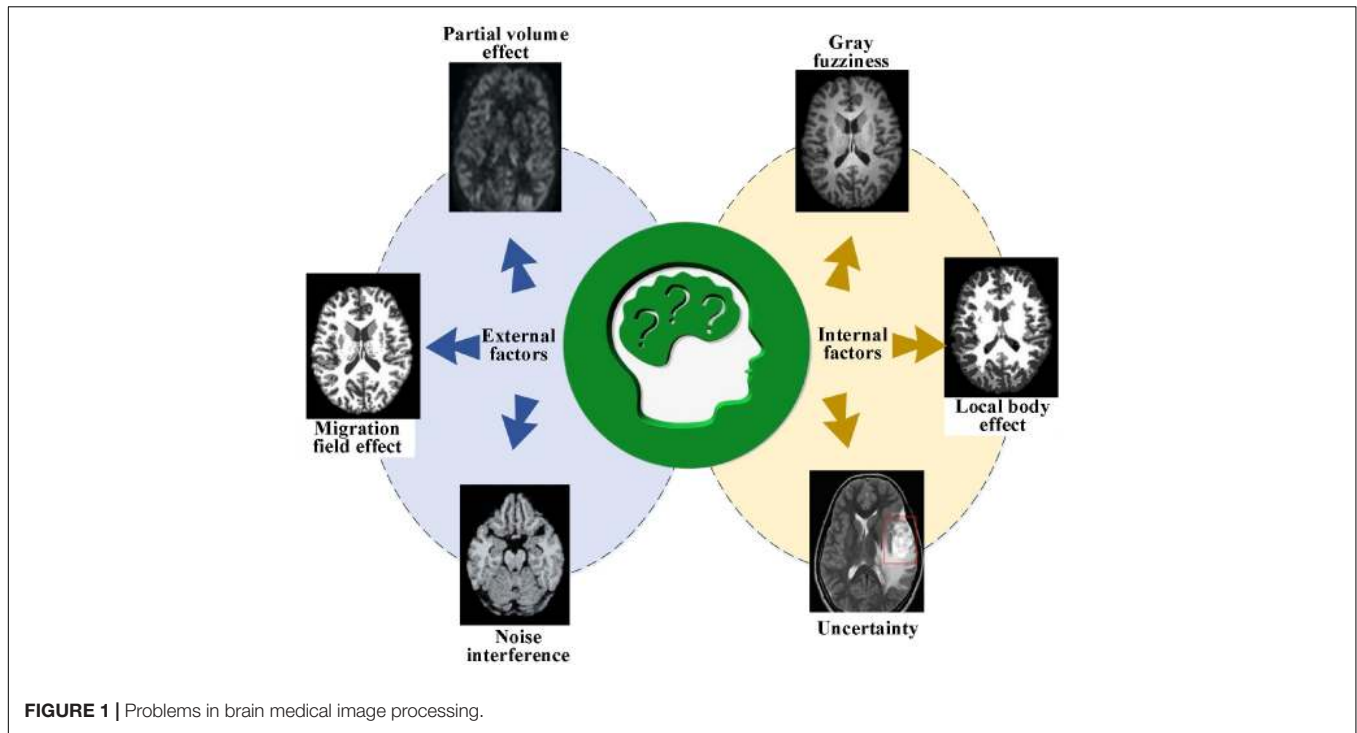 Partial volume
effect
Gray
fuzziness
External
factors
? ? ?
Internal
factors
Migration
field effect
Local body
effect
Noise
interference
Uncertainty
FIGURE 1 | Problems in brain medical image processing.